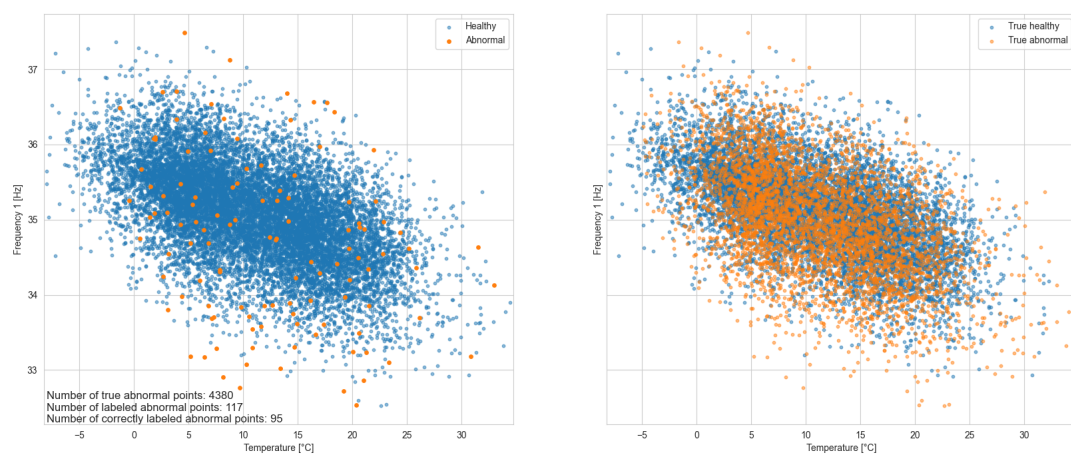 Healthy
Abnormal
37
36
35
34
33
Frequency 1 [Hz]
Number of true abnormal points: 4380
Number of labeled abnormal points: 117
Number of correctly labeled abnormal points: 95
−5 0 5 10 15 20 25 30
Temperature [°C]
True healthy
True abnormal
Frequency 1 [Hz]
−5 0 5 10 15 20 25 30
Temperature [°C]